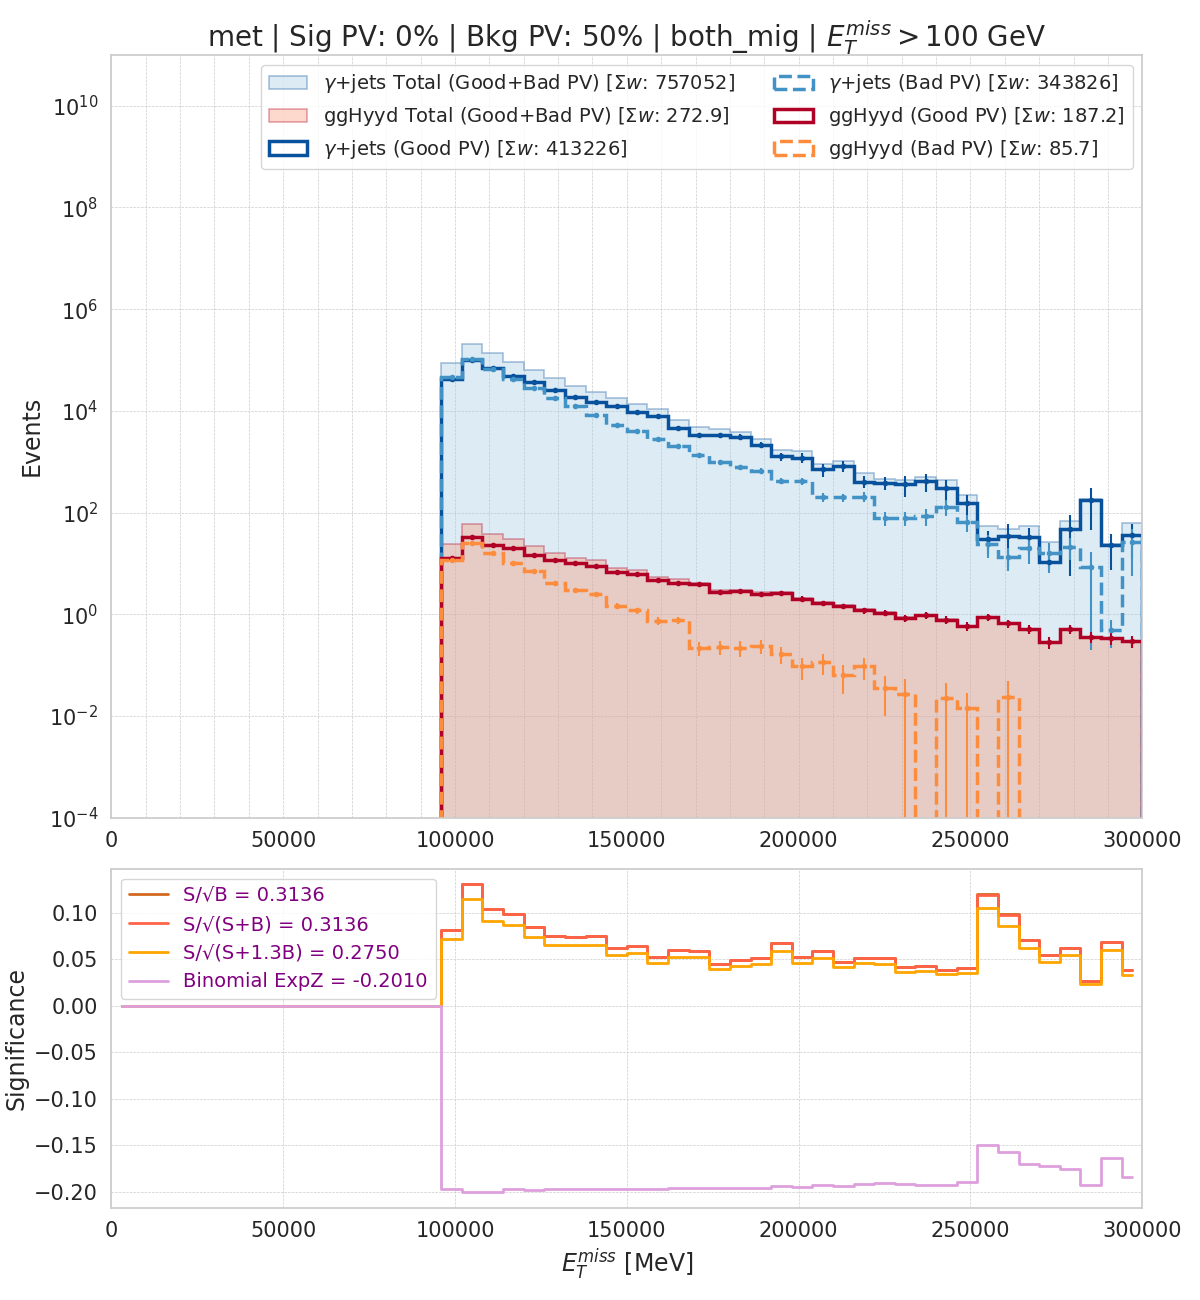 met | Sig PV: 0% | Bkg PV: 50% | both_mig | $E_T^{miss} > 100$ GeV
γ+jets Total (Good+Bad PV) [Σw: 757052]
ggHyyd Total (Good+Bad PV) [Σw: 272.9]
γ+jets (Good PV) [Σw: 413226]
γ+jets (Bad PV) [Σw: 343826]
ggHyyd (Good PV) [Σw: 187.2]
ggHyyd (Bad PV) [Σw: 85.7]
Events
$10^{10}$
$10^{8}$
$10^{6}$
$10^{4}$
$10^{2}$
$10^{0}$
$10^{-2}$
$10^{-4}$
0 50000 100000 150000 200000 250000 300000
S/√B = 0.3136
S/√(S+B) = 0.3136
S/√(S+1.3B) = 0.2750
Binomial ExpZ = -0.2010
Significance
0.10
0.05
0.00
−0.05
−0.10
−0.15
−0.20
0 50000 100000 150000 200000 250000 300000
$E_T^{miss}$ [MeV]